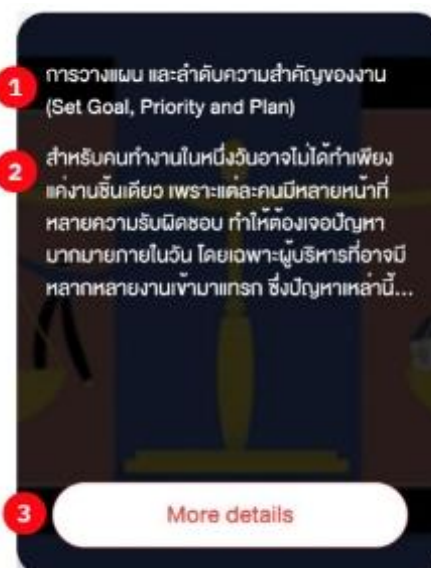 1
การวางแผน และลำดับความสำคัญของงาน
(Set Goal, Priority and Plan)
2
สำหรับคนทำงานในหนึ่งวันอาจไม่ได้ทำเพียง
แค่งานชิ้นเดียว เพราะแต่ละคนมีหลายหน้าที่
หลายความรับผิดชอบ ทำให้ต้องเจอปัญหา
มากมายภายในวัน โดยเฉพาะผู้บริหารที่อาจมี
หลากหลายงานเข้ามาแทรก ซึ่งปัญหาเหล่านี้...
3
More details